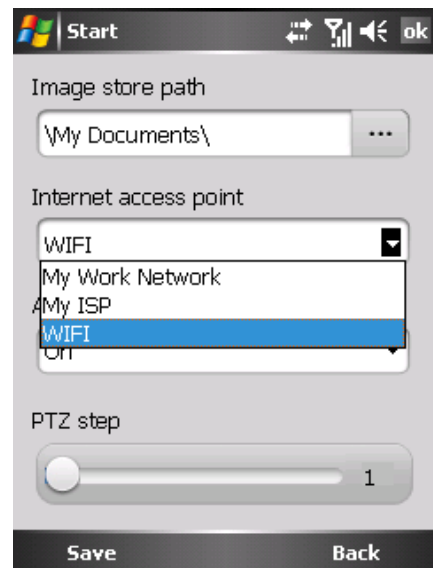 Start
ok
Image store path
\My Documents\
...
Internet access point
WIFI
My Work Network
My ISP
WIFI
PTZ step
1
Save
Back